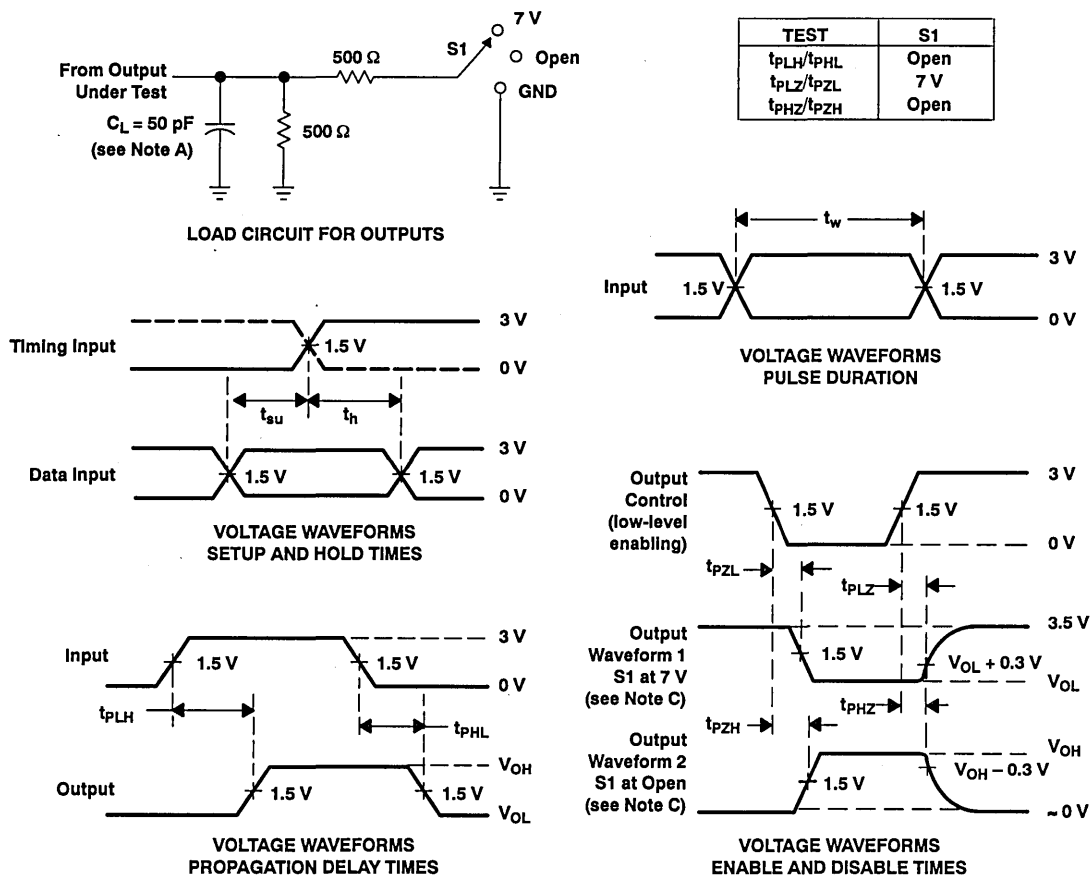 7 V
S1
Open
500 Ω
From Output
Under Test
GND
C_L = 50 pF
(see Note A)
500 Ω
LOAD CIRCUIT FOR OUTPUTS
TEST S1
t_PLH/t_PHL Open
t_PLZ/t_PZL 7 V
t_PHZ/t_PZH Open
t_w
3 V
Input 1.5 V 1.5 V
0 V
VOLTAGE WAVEFORMS
PULSE DURATION
3 V
Timing Input 1.5 V
0 V
t_su t_h
3 V
Data Input 1.5 V 1.5 V
0 V
VOLTAGE WAVEFORMS
SETUP AND HOLD TIMES
3 V
Input 1.5 V 1.5 V
0 V
t_PLH t_PHL
V_OH
Output 1.5 V 1.5 V
V_OL
VOLTAGE WAVEFORMS
PROPAGATION DELAY TIMES
Output
Control
(low-level
enabling)
3 V
1.5 V 1.5 V
0 V
t_PZL t_PLZ
Output
Waveform 1
S1 at 7 V
(see Note C)
3.5 V
1.5 V V_OL + 0.3 V
V_OL
t_PZH t_PHZ
Output
Waveform 2
S1 at Open
(see Note C)
V_OH
1.5 V V_OH – 0.3 V
~ 0 V
VOLTAGE WAVEFORMS
ENABLE AND DISABLE TIMES